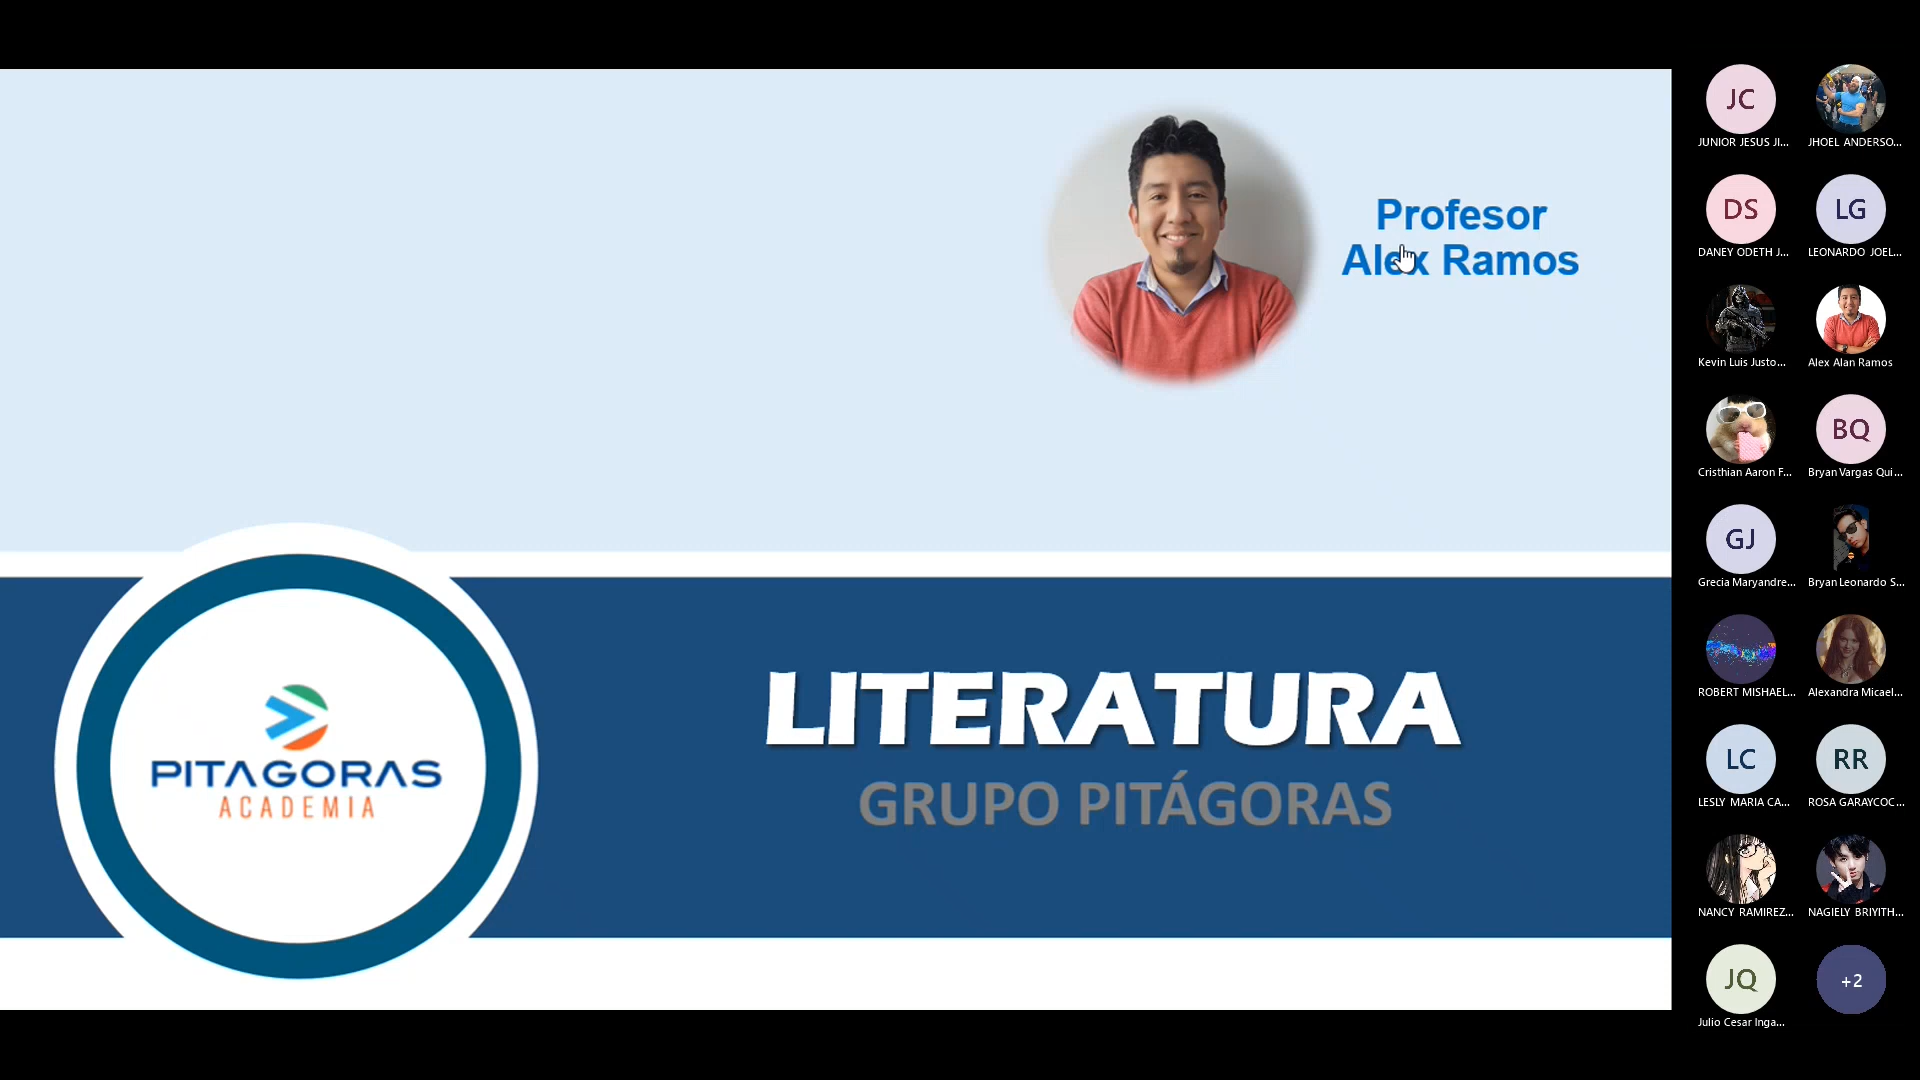 Profesor
Alex Ramos
PITAGORAS
ACADEMIA
LITERATURA
GRUPO PITÁGORAS
JC
JUNIOR JESUS JI...
JHOEL ANDERSO...
DS
DANEY ODETH J...
LG
LEONARDO JOEL...
Kevin Luis Justo...
Alex Alan Ramos
Cristhian Aaron F...
BQ
Bryan Vargas Qui...
GJ
Grecia Maryandre...
Bryan Leonardo S...
ROBERT MISHAEL...
Alexandra Micael...
LC
LESLY MARIA CA...
RR
ROSA GARAYCOC...
NANCY RAMIREZ...
NAGIELY BRIYITH...
JQ
Julio Cesar Inga...
+2